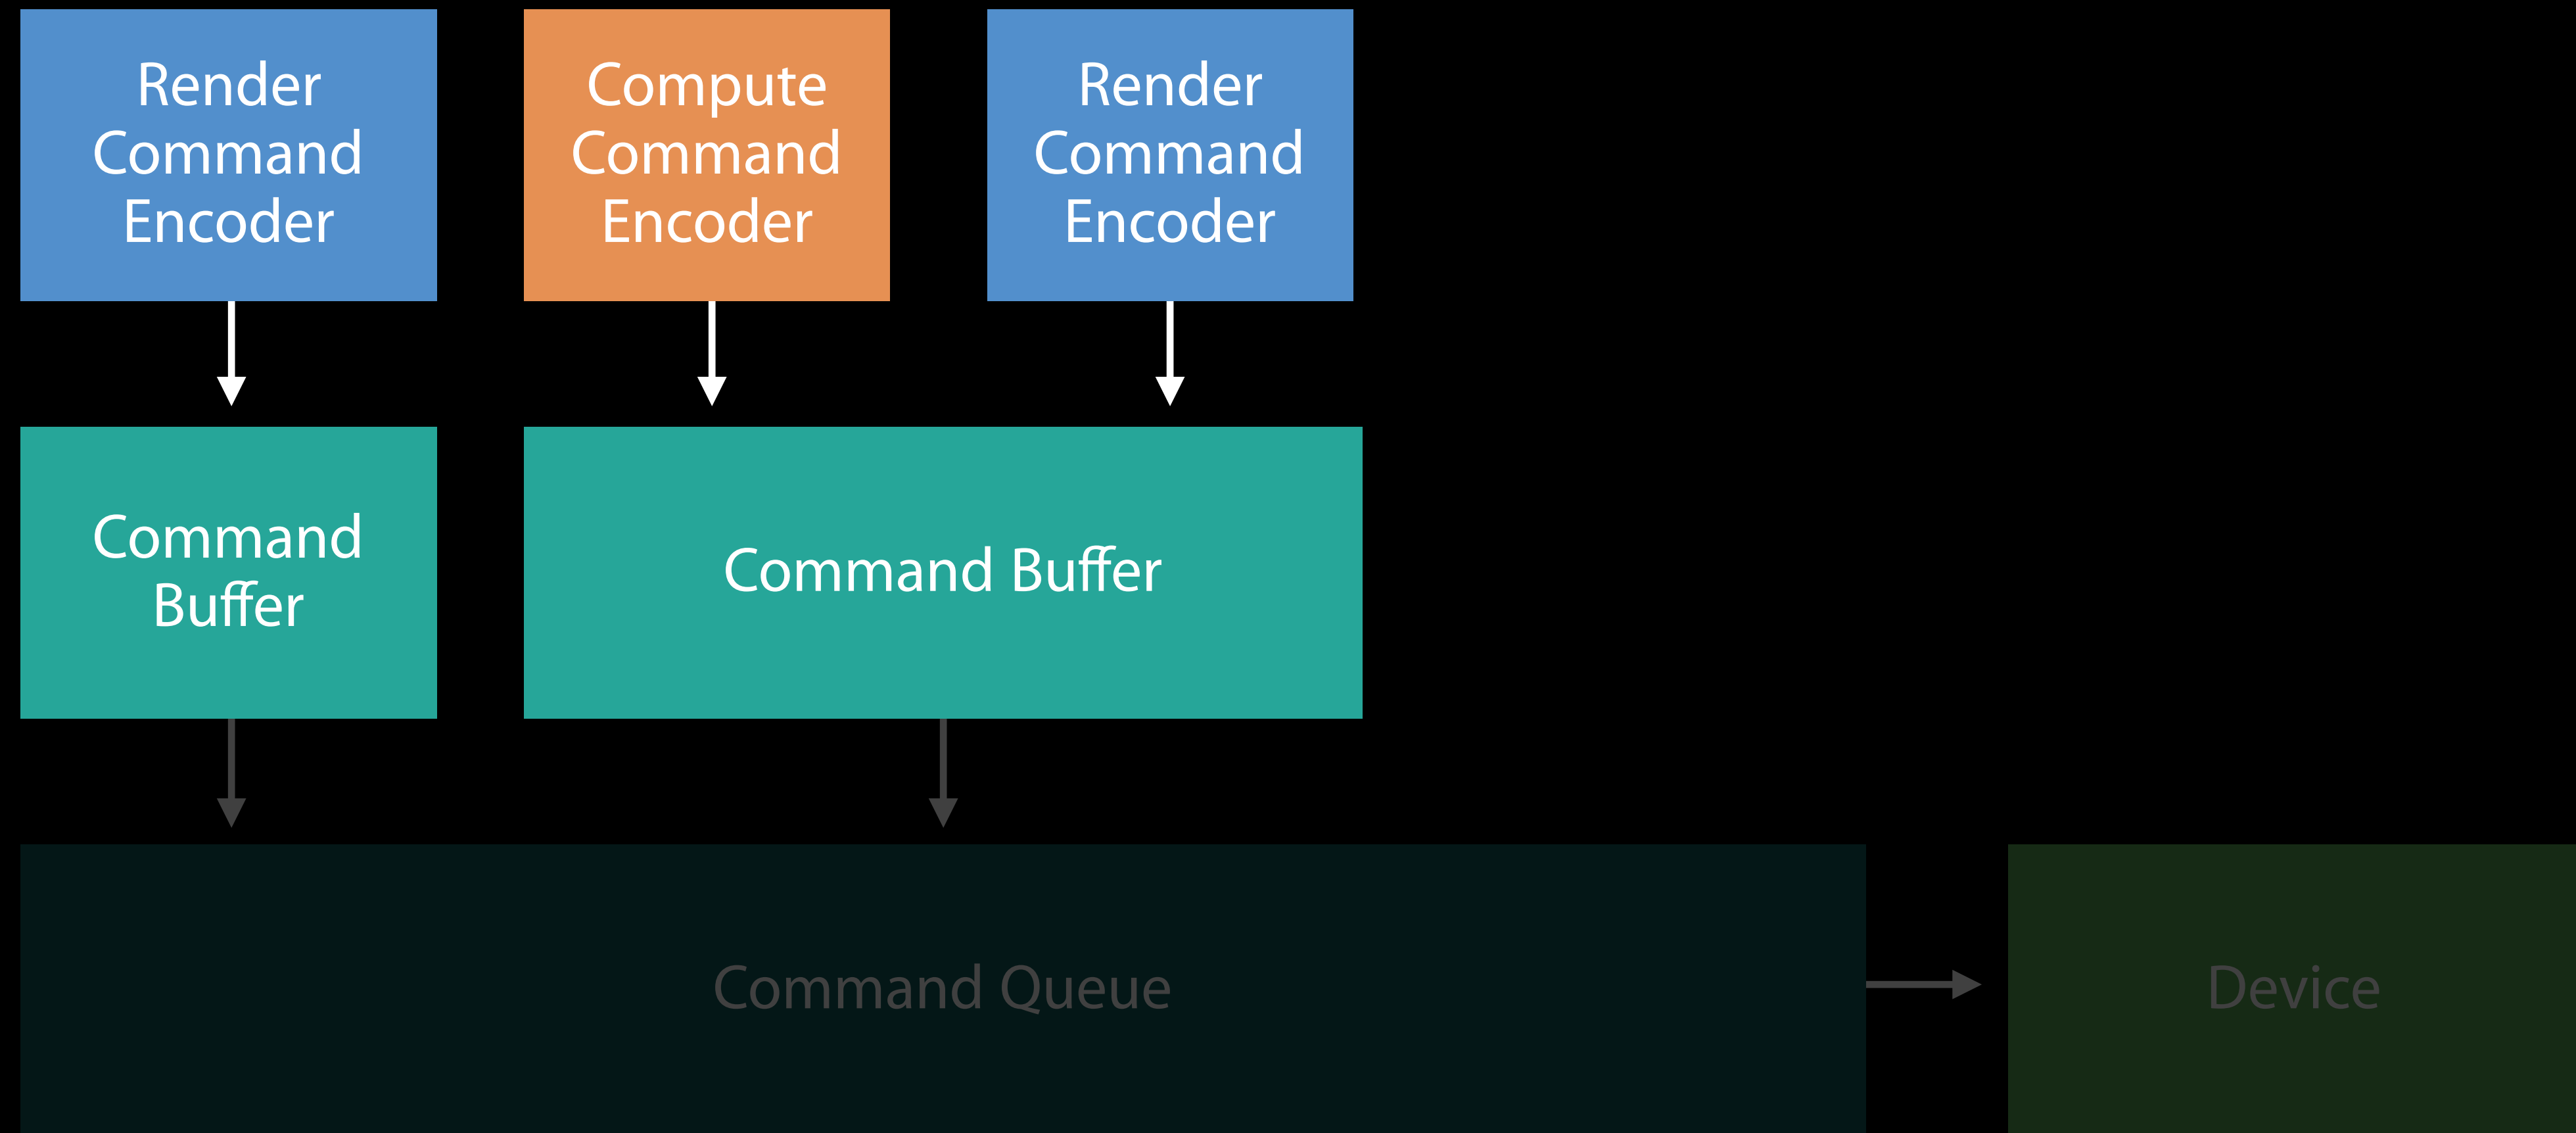 Render
Command
Encoder
Compute
Command
Encoder
Render
Command
Encoder
Command
Buffer
Command Buffer
Command Queue
Device